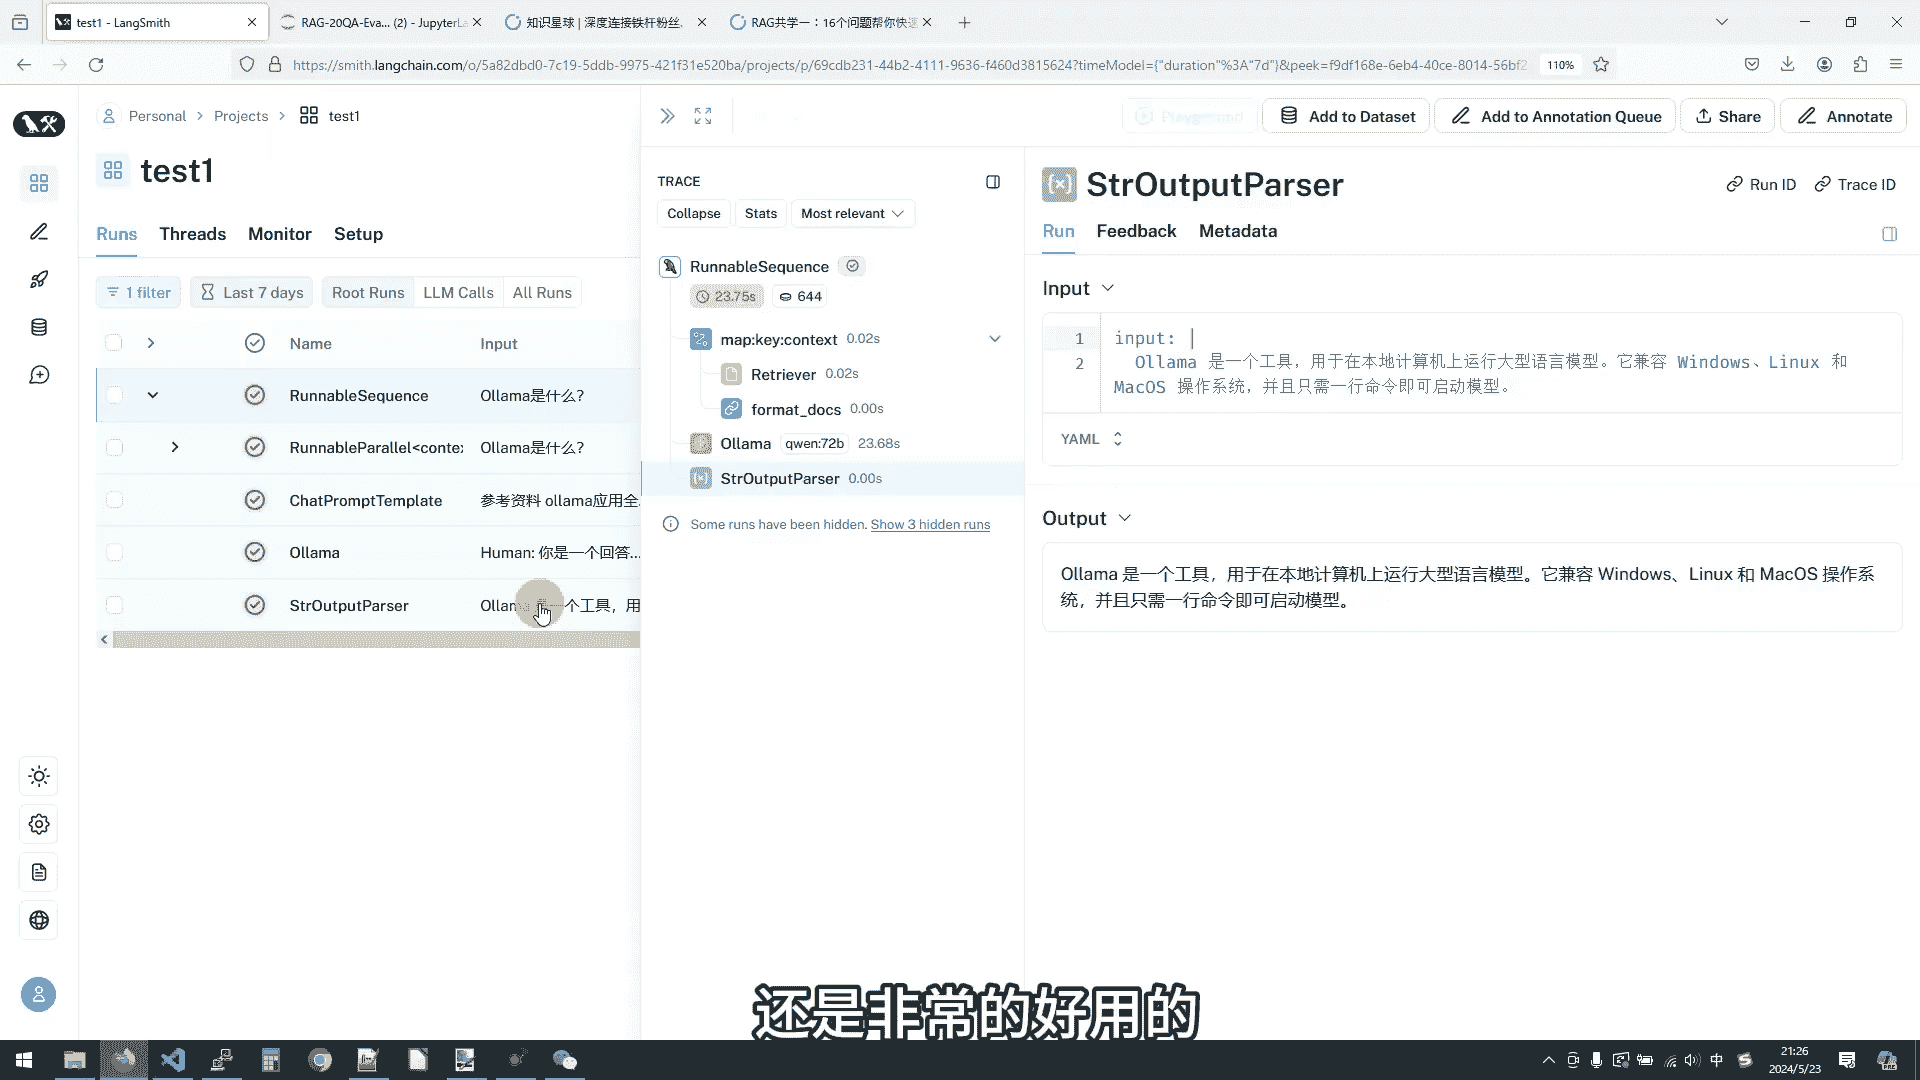 test1 - LangSmith
RAG-20QA-Eva... (2) - JupyterLa
知识星球 | 深度连接铁杆粉丝,
RAG共学一：16个问题帮你快速
https://smith.langchain.com/o/5a82dbd0-7c19-5ddb-9975-421f31e520ba/projects/p/69cdb231-44b2-4111-9636-f460d3815624?timeModel={"duration"%3A"7d"}&peek=f9df168e-6eb4-40ce-8014-56bf2
110%
Personal > Projects > test1
Playground
Add to Dataset
Add to Annotation Queue
Share
Annotate
test1
Runs Threads Monitor Setup
1 filter
Last 7 days
Root Runs LLM Calls All Runs
Name Input
RunnableSequence Ollama是什么?
RunnableParallel<conte: Ollama是什么?
ChatPromptTemplate 参考资料 ollama应用全.
Ollama Human: 你是一个回答...
StrOutputParser Ollama 是一个工具，用
TRACE
Collapse Stats Most relevant
RunnableSequence
23.75s 644
map:key:context 0.02s
Retriever 0.02s
format_docs 0.00s
Ollama qwen:72b 23.68s
StrOutputParser 0.00s
Some runs have been hidden. Show 3 hidden runs
StrOutputParser
Run ID Trace ID
Run Feedback Metadata
Input
1 input: |
2 Ollama 是一个工具，用于在本地计算机上运行大型语言模型。它兼容 Windows、Linux 和
MacOS 操作系统，并且只需一行命令即可启动模型。
YAML
Output
Ollama 是一个工具，用于在本地计算机上运行大型语言模型。它兼容 Windows、Linux 和 MacOS 操作系
统，并且只需一行命令即可启动模型。
还是非常的好用的
中
21:26
2024/5/23